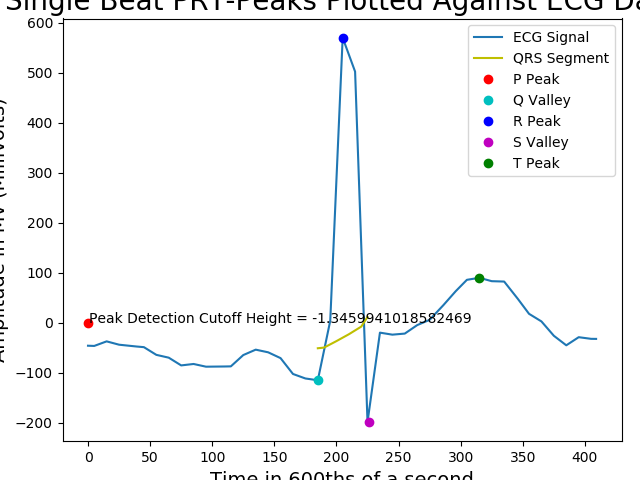 Single Beat PRT-Peaks Plotted Against ECG Da
600
500
400
300
200
100
0
−100
−200
Amplitude in MV (Millivolts)
ECG Signal
QRS Segment
P Peak
Q Valley
R Peak
S Valley
T Peak
Peak Detection Cutoff Height = -1.3459941018582469
0 50 100 150 200 250 300 350 400
Time in 600ths of a second